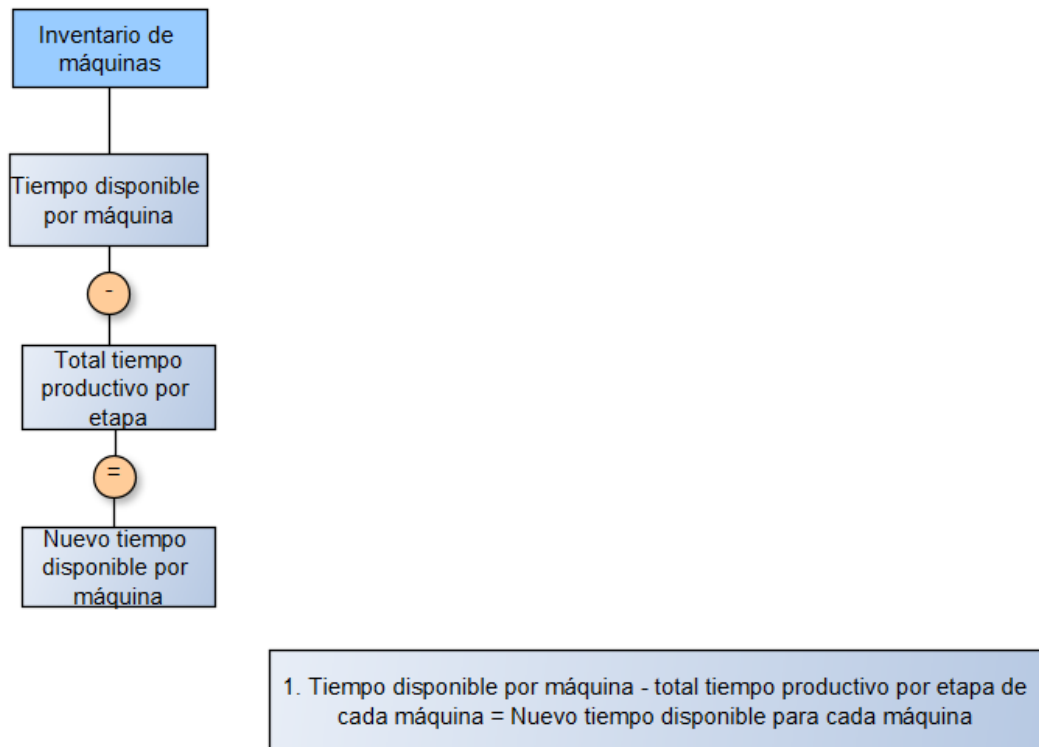 Inventario de
máquinas
Tiempo disponible
por máquina
-
Total tiempo
productivo por
etapa
=
Nuevo tiempo
disponible por
máquina
1. Tiempo disponible por máquina - total tiempo productivo por etapa de
cada máquina = Nuevo tiempo disponible para cada máquina